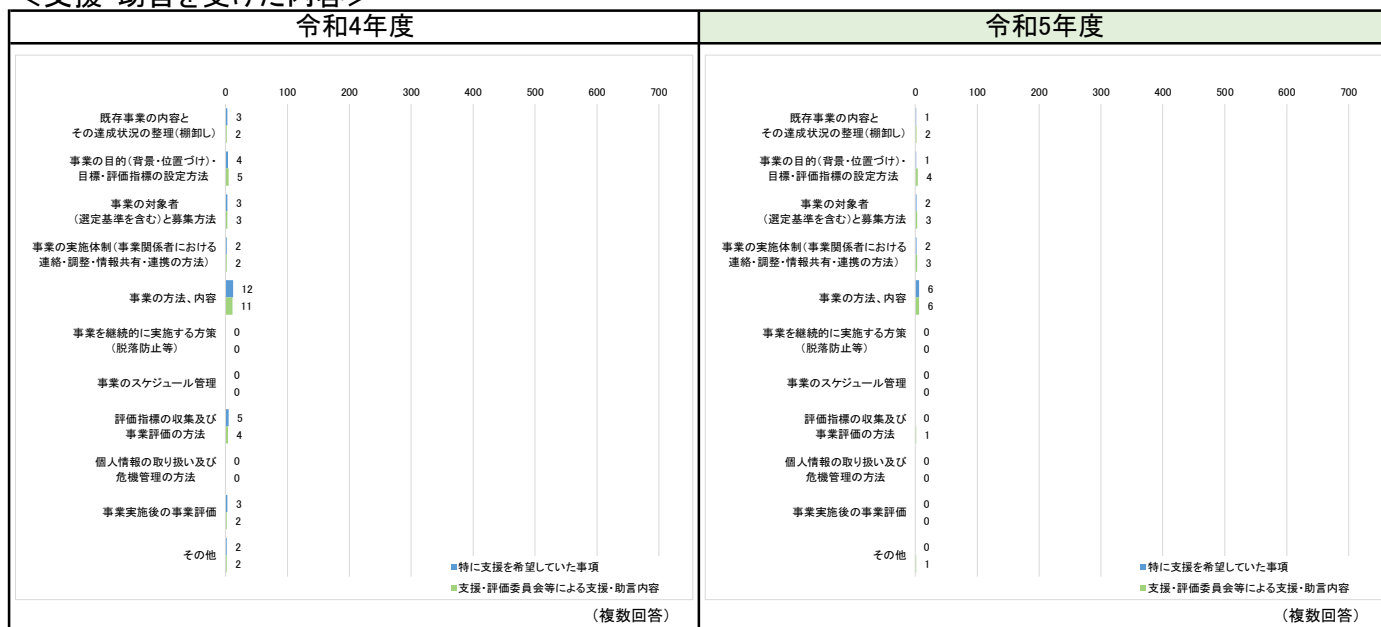 ＜支援・助言を受けた内容＞
令和4年度
0 100 200 300 400 500 600 700
既存事業の内容と
その達成状況の整理（棚卸し）
3
2
事業の目的（背景・位置づけ）・
目標・評価指標の設定方法
4
5
事業の対象者
（選定基準を含む）と募集方法
3
3
事業の実施体制（事業関係者における
連絡・調整・情報共有・連携の方法）
2
2
事業の方法、内容
12
11
事業を継続的に実施する方策
（脱落防止等）
0
0
事業のスケジュール管理
0
0
評価指標の収集及び
事業評価の方法
5
4
個人情報の取り扱い及び
危機管理の方法
0
0
事業実施後の事業評価
3
2
その他
2
2
特に支援を希望していた事項
支援・評価委員会等による支援・助言内容
（複数回答）
令和5年度
0 100 200 300 400 500 600 700
既存事業の内容と
その達成状況の整理（棚卸し）
1
2
事業の目的（背景・位置づけ）・
目標・評価指標の設定方法
1
4
事業の対象者
（選定基準を含む）と募集方法
2
3
事業の実施体制（事業関係者における
連絡・調整・情報共有・連携の方法）
2
3
事業の方法、内容
6
6
事業を継続的に実施する方策
（脱落防止等）
0
0
事業のスケジュール管理
0
0
評価指標の収集及び
事業評価の方法
0
1
個人情報の取り扱い及び
危機管理の方法
0
0
事業実施後の事業評価
0
0
その他
0
1
特に支援を希望していた事項
支援・評価委員会等による支援・助言内容
（複数回答）